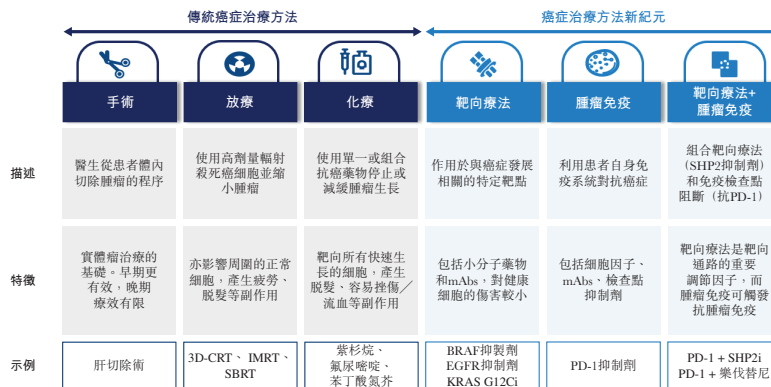 傳統癌症治療方法
癌症治療方法新紀元
手術
放療
化療
靶向療法
腫瘤免疫
靶向療法+
腫瘤免疫
描述
醫生從患者體內
切除腫瘤的程序
使用高劑量輻射
殺死癌細胞並縮
小腫瘤
使用單一或組合
抗癌藥物停止或
減緩腫瘤生長
作用於與癌症發展
相關的特定靶點
利用患者自身免
疫系統對抗癌症
組合靶向療法
(SHP2抑制劑)
和免疫檢查點
阻斷(抗PD-1)
特徵
實體瘤治療的
基礎。早期更
有效,晚期
療效有限
亦影響周圍的正常
細胞,產生疲勞、
脫髮等副作用
靶向所有快速生
長的細胞,產生
脫髮、容易挫傷/
流血等副作用
包括小分子藥物
和mAbs,對健康
細胞的傷害較小
包括細胞因子、
mAbs、檢查點
抑制劑
靶向療法是靶向
通路的重要
調節因子,而
腫瘤免疫可觸發
抗腫瘤免疫
示例
肝切除術
3D-CRT、IMRT、
SBRT
紫杉烷、
氟尿嘧啶、
苯丁酸氮芥
BRAF抑製劑
EGFR抑制劑
KRAS G12Ci
PD-1抑制劑
PD-1 + SHP2i
PD-1 + 樂伐替尼